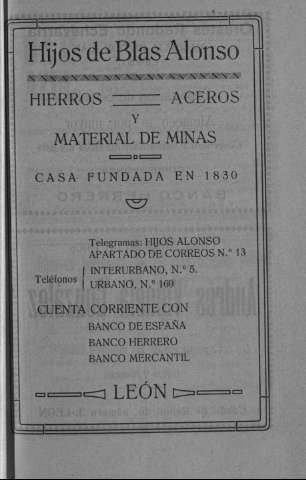 Hijos de Blas Alonso
HIERROS ACEROS
Y
MATERIAL DE MINAS
CASA FUNDADA EN 1830
Telegramas: HIJOS ALONSO
APARTADO DE CORREOS N.º 13
Teléfonos
INTERURBANO, N.º 5.
URBANO, N.º 169
CUENTA CORRIENTE CON
BANCO DE ESPAÑA
BANCO HERRERO
BANCO MERCANTIL
LEÓN